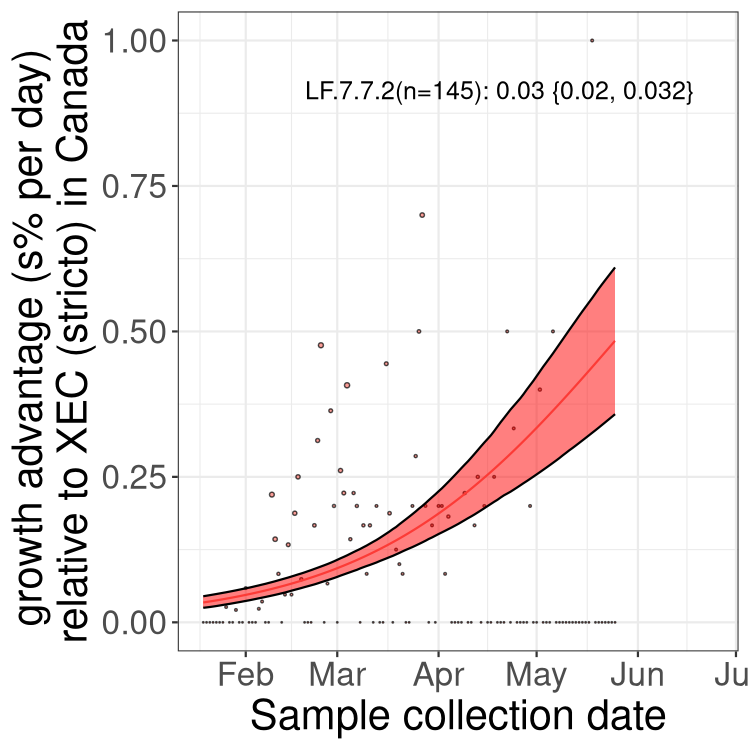 growth advantage (s% per day)
relative to XEC (stricto) in Canada
1.00
0.75
0.50
0.25
0.00
LF.7.7.2(n=145): 0.03 {0.02, 0.032}
Feb Mar Apr May Jun Ju
Sample collection date